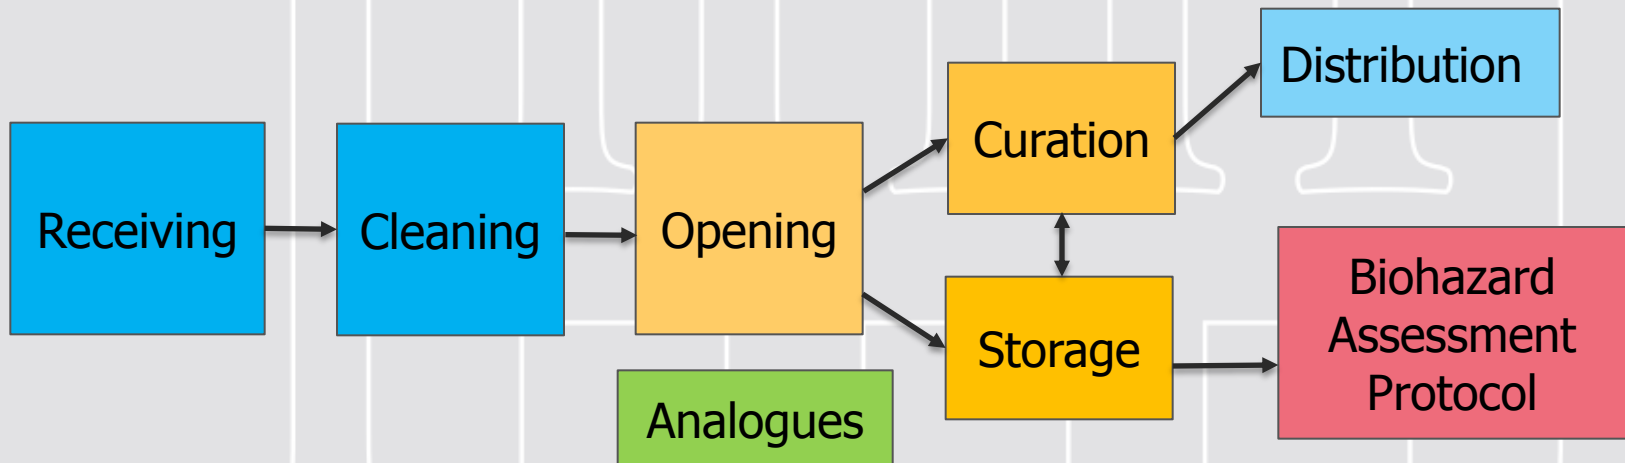 Receiving
Cleaning
Opening
Curation
Storage
Distribution
Biohazard
Assessment
Protocol
Analogues